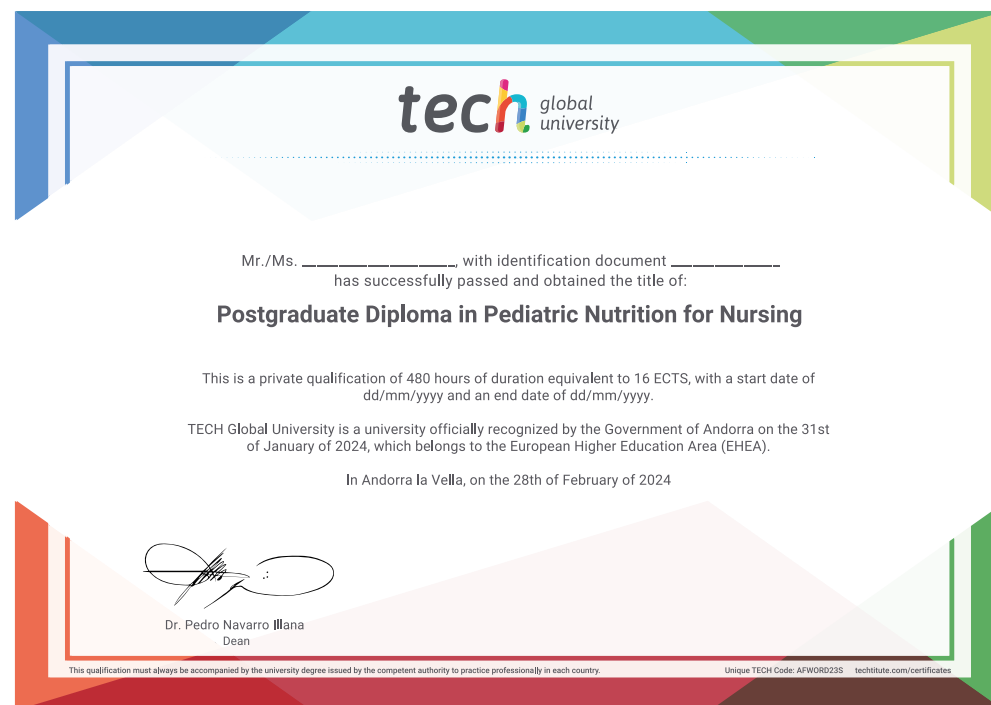 tech global
university
Mr./Ms. ____________________, with identification document ______________
has successfully passed and obtained the title of:
Postgraduate Diploma in Pediatric Nutrition for Nursing
This is a private qualification of 480 hours of duration equivalent to 16 ECTS, with a start date of
dd/mm/yyyy and an end date of dd/mm/yyyy.
TECH Global University is a university officially recognized by the Government of Andorra on the 31st
of January of 2024, which belongs to the European Higher Education Area (EHEA).
In Andorra la Vella, on the 28th of February of 2024
Dr. Pedro Navarro Illana
Dean
This qualification must always be accompanied by the university degree issued by the competent authority to practice professionally in each country.
Unique TECH Code: AFWORD23S techtitute.com/certificates